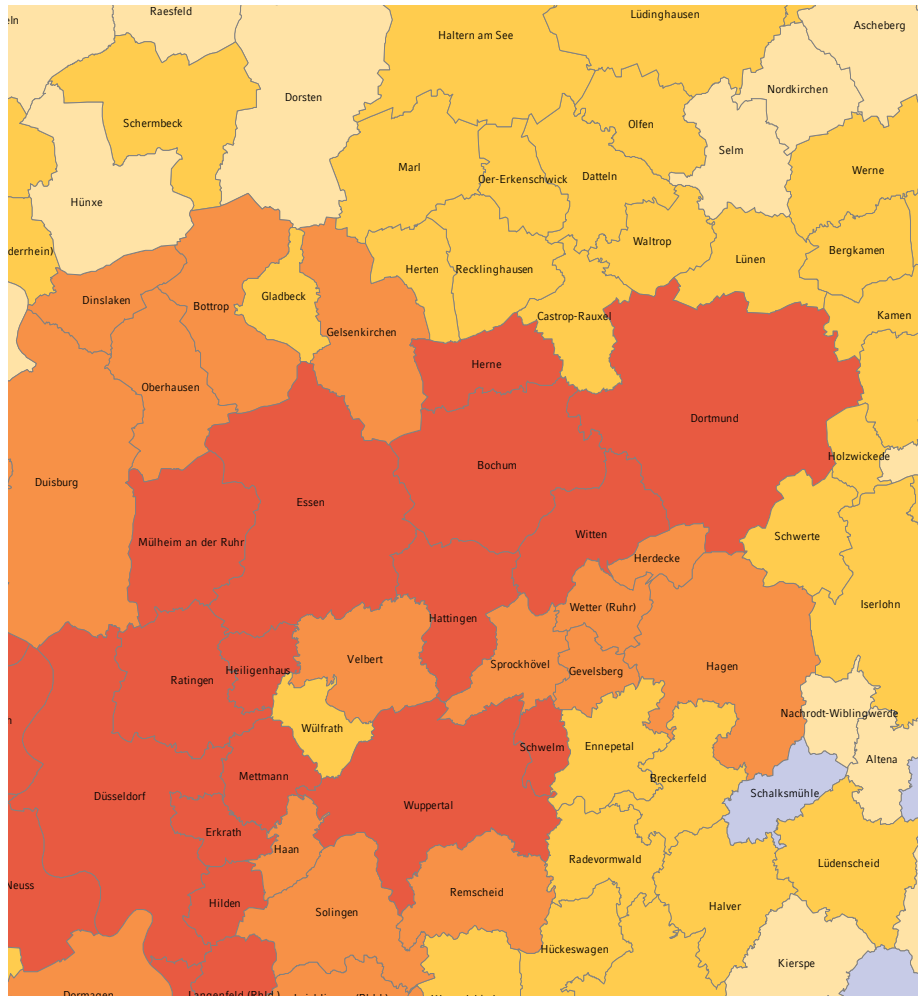 Raesfeld
Lüdinghausen
eln
Ascheberg
Haltern am See
Nordkirchen
Dorsten
Schermbeck
Olfen
Selm
Marl
Werne
Oer-Erkenschwick
Datteln
Hünxe
Waltrop
derrhein)
Bergkamen
Lünen
Herten
Recklinghausen
Gladbeck
Dinslaken
Bottrop
Castrop-Rauxel
Kamen
Gelsenkirchen
Herne
Oberhausen
Dortmund
Holzwickede
Bochum
Duisburg
Essen
Witten
Schwerte
Mülheim an der Ruhr
Herdecke
Iserlohn
Wetter (Ruhr)
Hattingen
Velbert
Sprockhövel
Hagen
Heiligenhaus
Gevelsberg
Ratingen
Nachrodt-Wiblingwerde
n
Wülfrath
Ennepetal
Schwelm
Altena
Mettmann
Breckerfeld
Schalksmühle
Düsseldorf
Wuppertal
Erkrath
Haan
Radevormwald
Lüdenscheid
Neuss
Remscheid
Hilden
Halver
Solingen
Hückeswagen
Kierspe
Dormagen
Langenfeld (Rhld.)